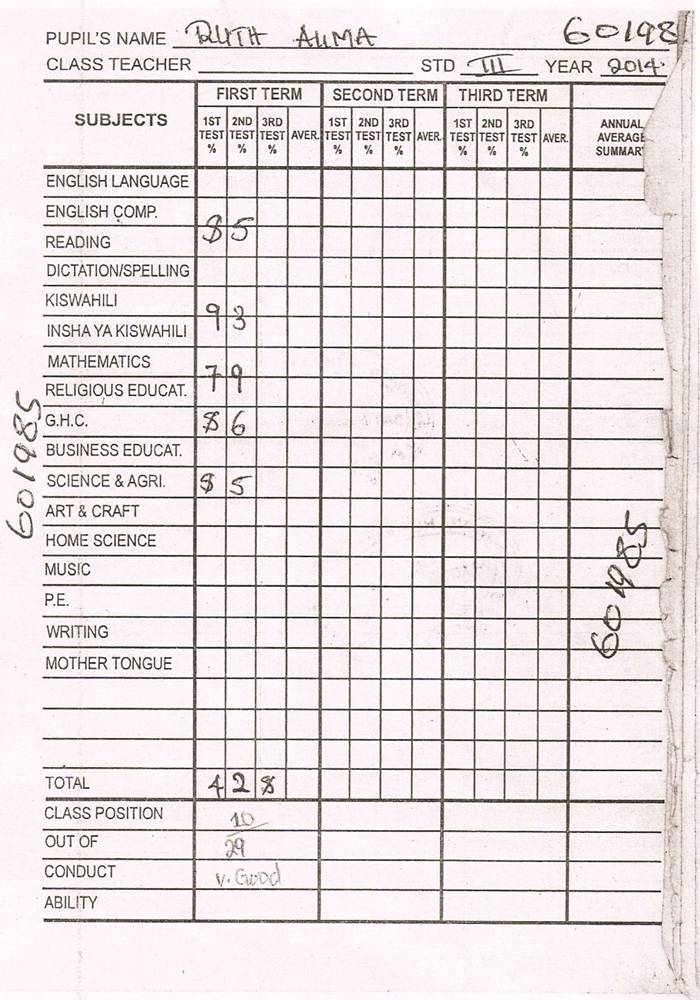 PUPIL'S NAME RUTH AUMA 60198
CLASS TEACHER STD III YEAR 2014
SUBJECTS FIRST TERM SECOND TERM THIRD TERM ANNUAL AVERAGE SUMMAR
1ST TEST % 2ND TEST % 3RD TEST % AVER. 1ST TEST % 2ND TEST % 3RD TEST % AVER. 1ST TEST % 2ND TEST % 3RD TEST % AVER.
ENGLISH LANGUAGE
ENGLISH COMP.
85
READING
DICTATION/SPELLING
KISWAHILI
93
INSHA YA KISWAHILI
MATHEMATICS
79
RELIGIOUS EDUCAT.
G.H.C. 86
BUSINESS EDUCAT.
SCIENCE & AGRI. 85
ART & CRAFT
HOME SCIENCE
MUSIC
P.E.
WRITING
MOTHER TONGUE
TOTAL 428
CLASS POSITION 10
OUT OF 29
CONDUCT V. Good
ABILITY
601985
601985